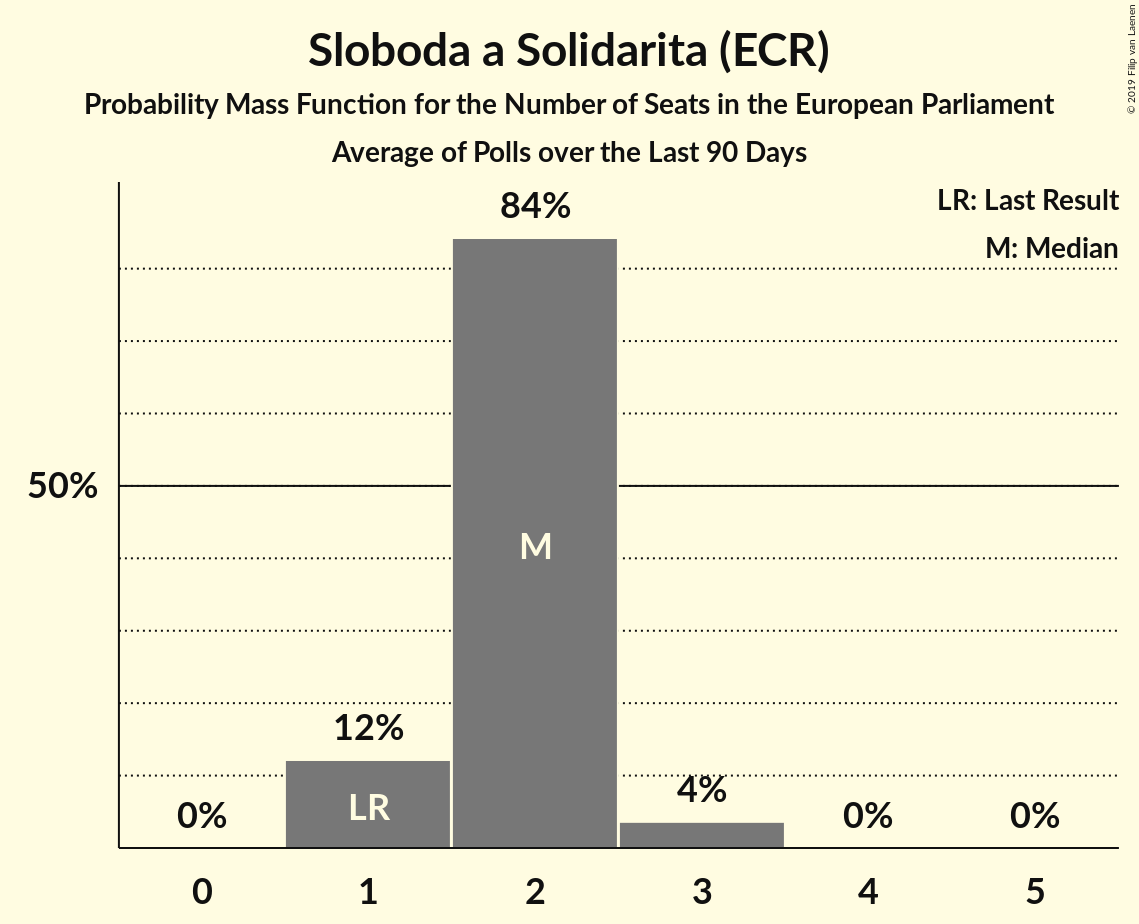 Sloboda a Solidarita (ECR)
Probability Mass Function for the Number of Seats in the European Parliament
Average of Polls over the Last 90 Days
© 2019 Filip van Laenen
LR: Last Result
M: Median
84%
50%
M
12%
LR
4%
0%
0%
0%
0 1 2 3 4 5